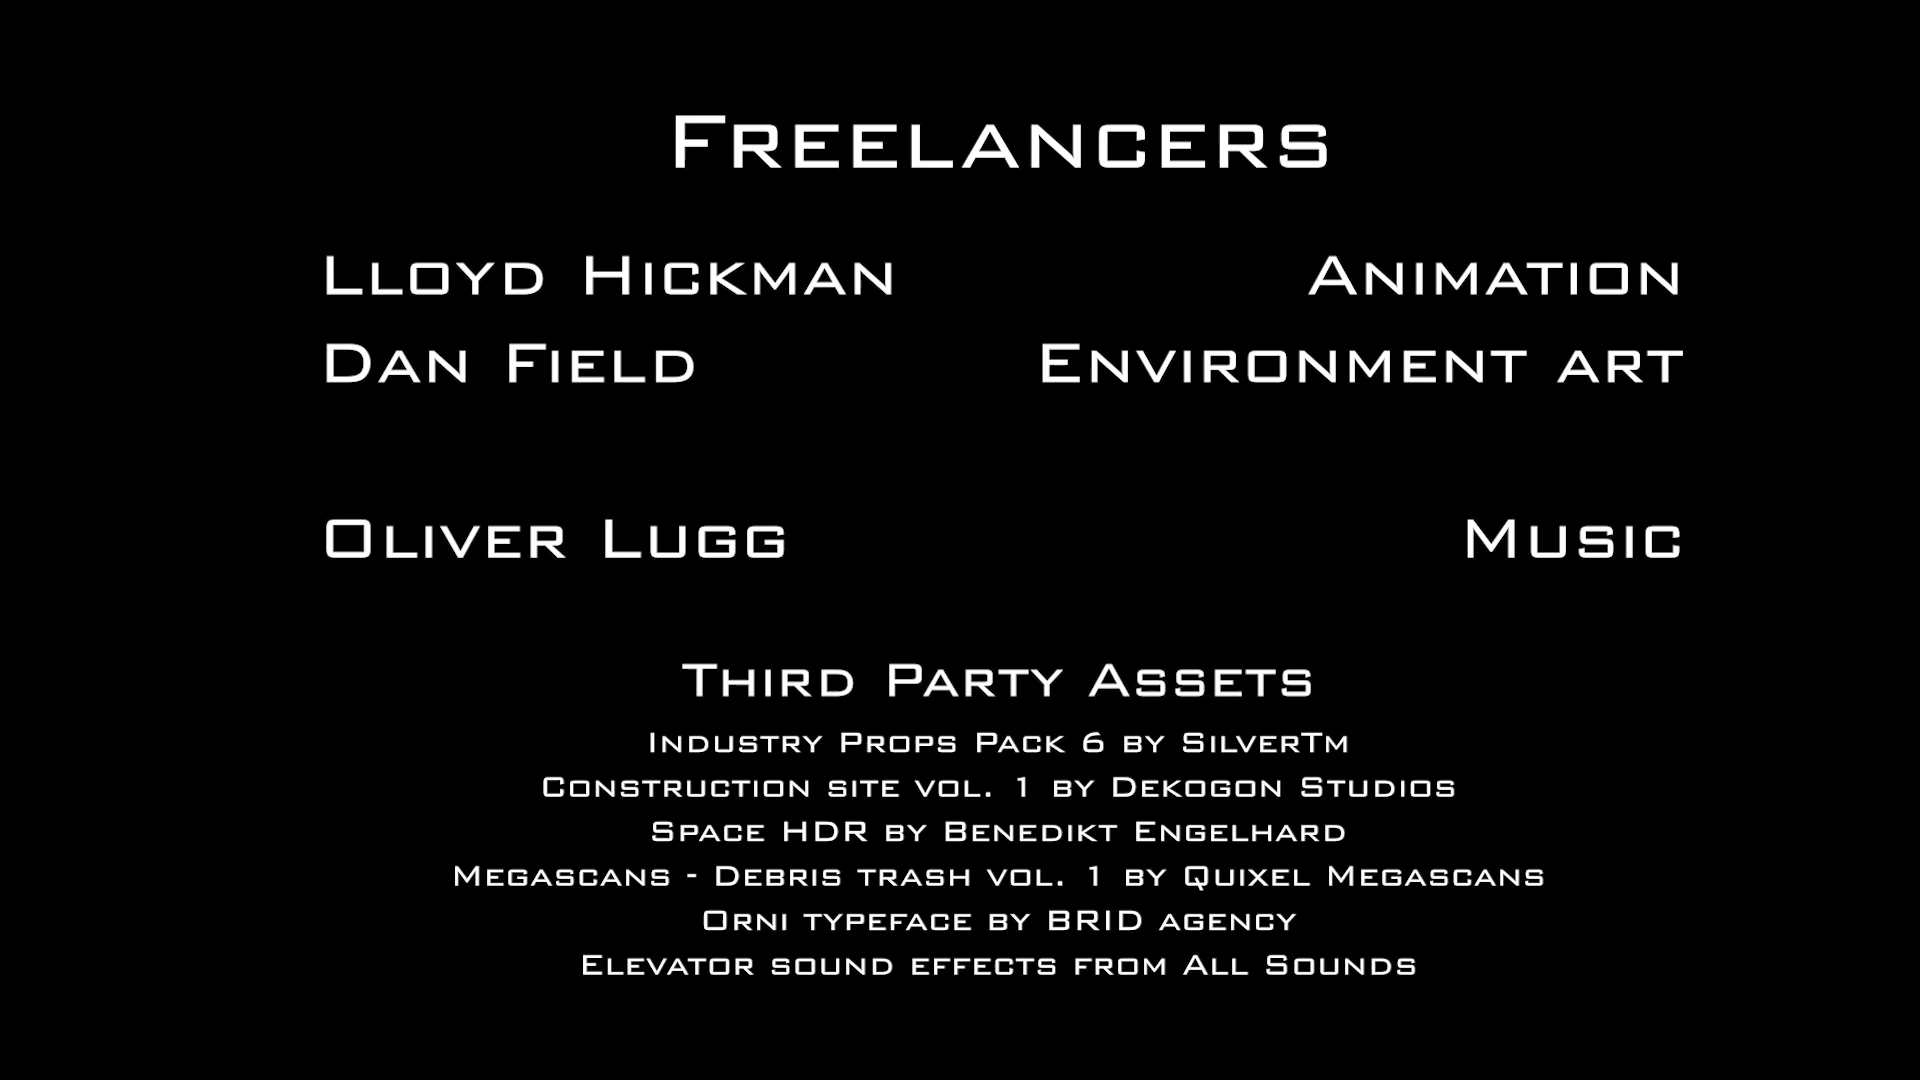 Freelancers
Lloyd Hickman Animation
Dan Field Environment art
Oliver Lugg Music
Third Party Assets
Industry Props Pack 6 by SilverTm
Construction site vol. 1 by Dekogon Studios
Space HDR by Benedikt Engelhard
Megascans - Debris trash vol. 1 by Quixel Megascans
Orni typeface by BRID agency
Elevator sound effects from All Sounds